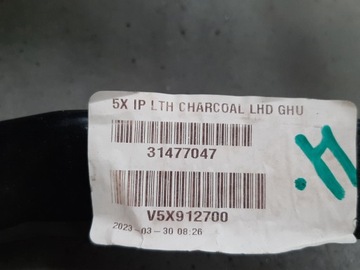 5X IP LTH CHARCOAL LHD GHU
31477047
V5X912700
2023-03-30 08:26